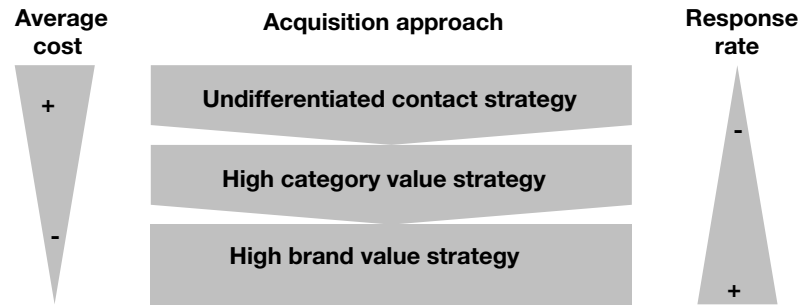 Average
cost
Acquisition approach
Response
rate
+
Undifferentiated contact strategy
-
High category value strategy
-
High brand value strategy
+